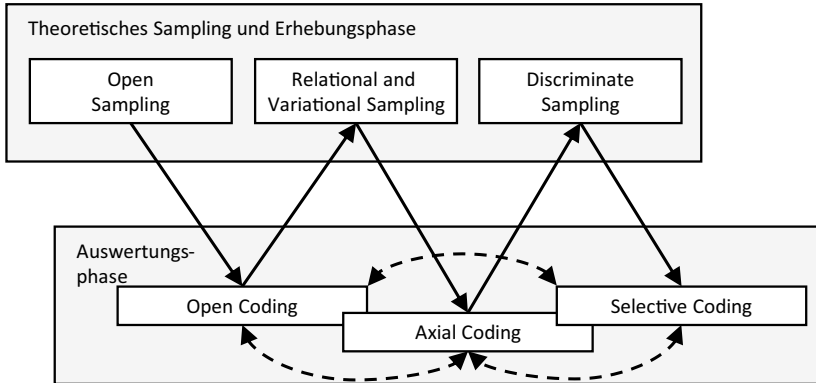 Theoretisches Sampling und Erhebungsphase
Open
Sampling
Relational and
Variational Sampling
Discriminate
Sampling
Auswertungs-
phase
Open Coding
Axial Coding
Selective Coding